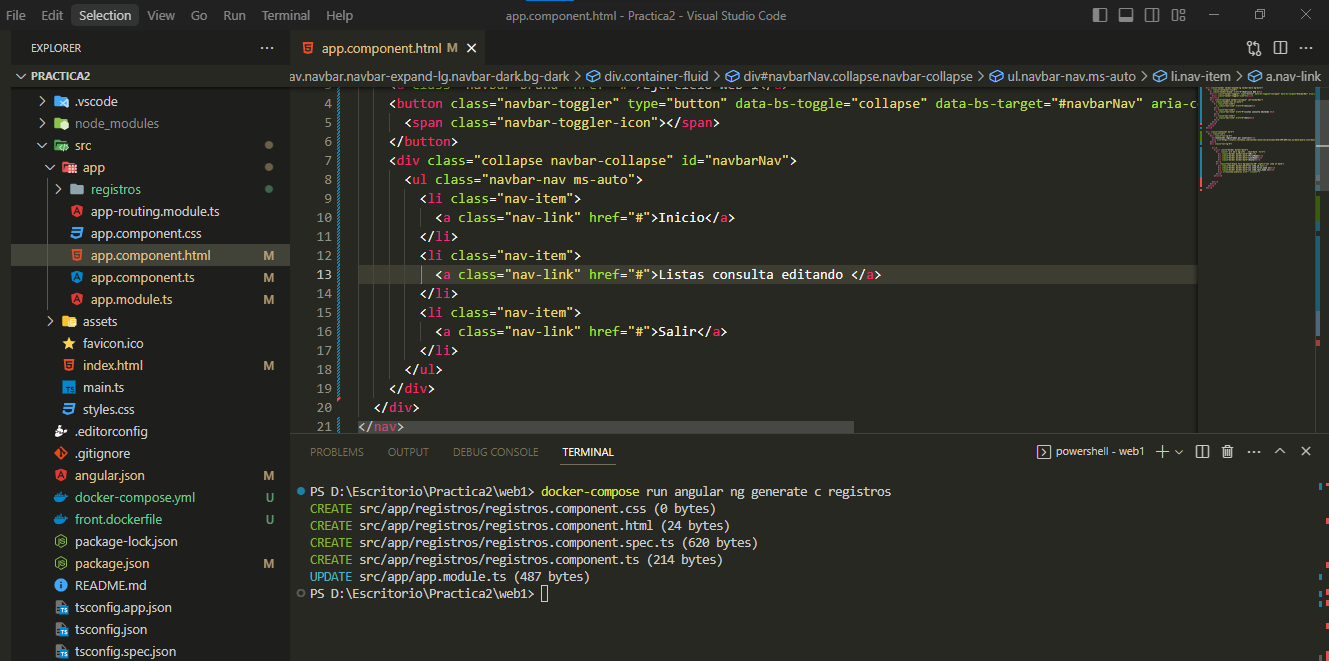 File Edit Selection View Go Run Terminal Help
app.component.html - Practica2 - Visual Studio Code
EXPLORER
PRACTICA2
.vscode
node_modules
src
app
registros
app-routing.module.ts
app.component.css
app.component.html M
app.component.ts M
app.module.ts M
assets
favicon.ico
index.html M
main.ts
styles.css
.editorconfig
.gitignore
angular.json M
docker-compose.yml U
front.dockerfile U
package-lock.json
package.json M
README.md
tsconfig.app.json
tsconfig.json
tsconfig.spec.json
app.component.html M
av.navbar.navbar-expand-lg.navbar-dark.bg-dark > div.container-fluid > div#navbarNav.collapse.navbar-collapse > ul.navbar-nav.ms-auto > li.nav-item > a.nav-link
4 <button class="navbar-toggler" type="button" data-bs-toggle="collapse" data-bs-target="#navbarNav" aria-c
5 <span class="navbar-toggler-icon"></span>
6 </button>
7 <div class="collapse navbar-collapse" id="navbarNav">
8 <ul class="navbar-nav ms-auto">
9 <li class="nav-item">
10 <a class="nav-link" href="#">Inicio</a>
11 </li>
12 <li class="nav-item">
13 <a class="nav-link" href="#">Listas consulta editando </a>
14 </li>
15 <li class="nav-item">
16 <a class="nav-link" href="#">Salir</a>
17 </li>
18 </ul>
19 </div>
20 </div>
21 </nav>
PROBLEMS OUTPUT DEBUG CONSOLE TERMINAL
powershell - web1
PS D:\Escritorio\Practica2\web1> docker-compose run angular ng generate c registros
CREATE src/app/registros/registros.component.css (0 bytes)
CREATE src/app/registros/registros.component.html (24 bytes)
CREATE src/app/registros/registros.component.spec.ts (620 bytes)
CREATE src/app/registros/registros.component.ts (214 bytes)
UPDATE src/app/app.module.ts (487 bytes)
PS D:\Escritorio\Practica2\web1>